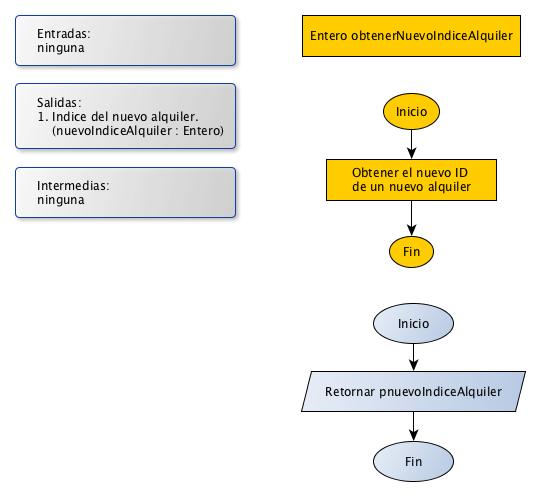 Entradas:
ninguna
Salidas:
1. Indice del nuevo alquiler.
(nuevoIndiceAlquiler : Entero)
Intermedias:
ninguna
Entero obtenerNuevoIndiceAlquiler
Inicio
Obtener el nuevo ID
de un nuevo alquiler
Fin
Inicio
Retornar pnuevoIndiceAlquiler
Fin